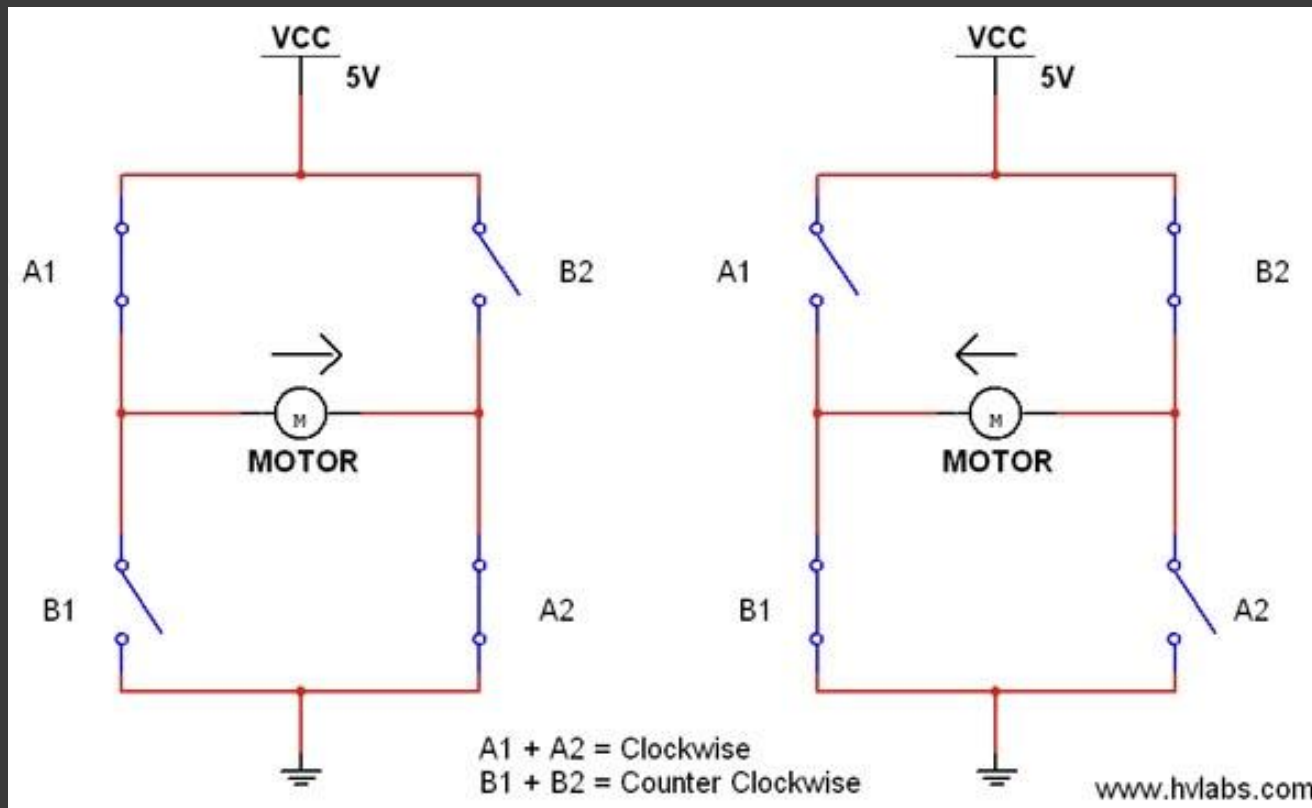 VCC
5V
A1
B2
M
MOTOR
B1
A2
VCC
5V
A1
B2
M
MOTOR
B1
A2
A1 + A2 = Clockwise
B1 + B2 = Counter Clockwise
www.hvlabs.com